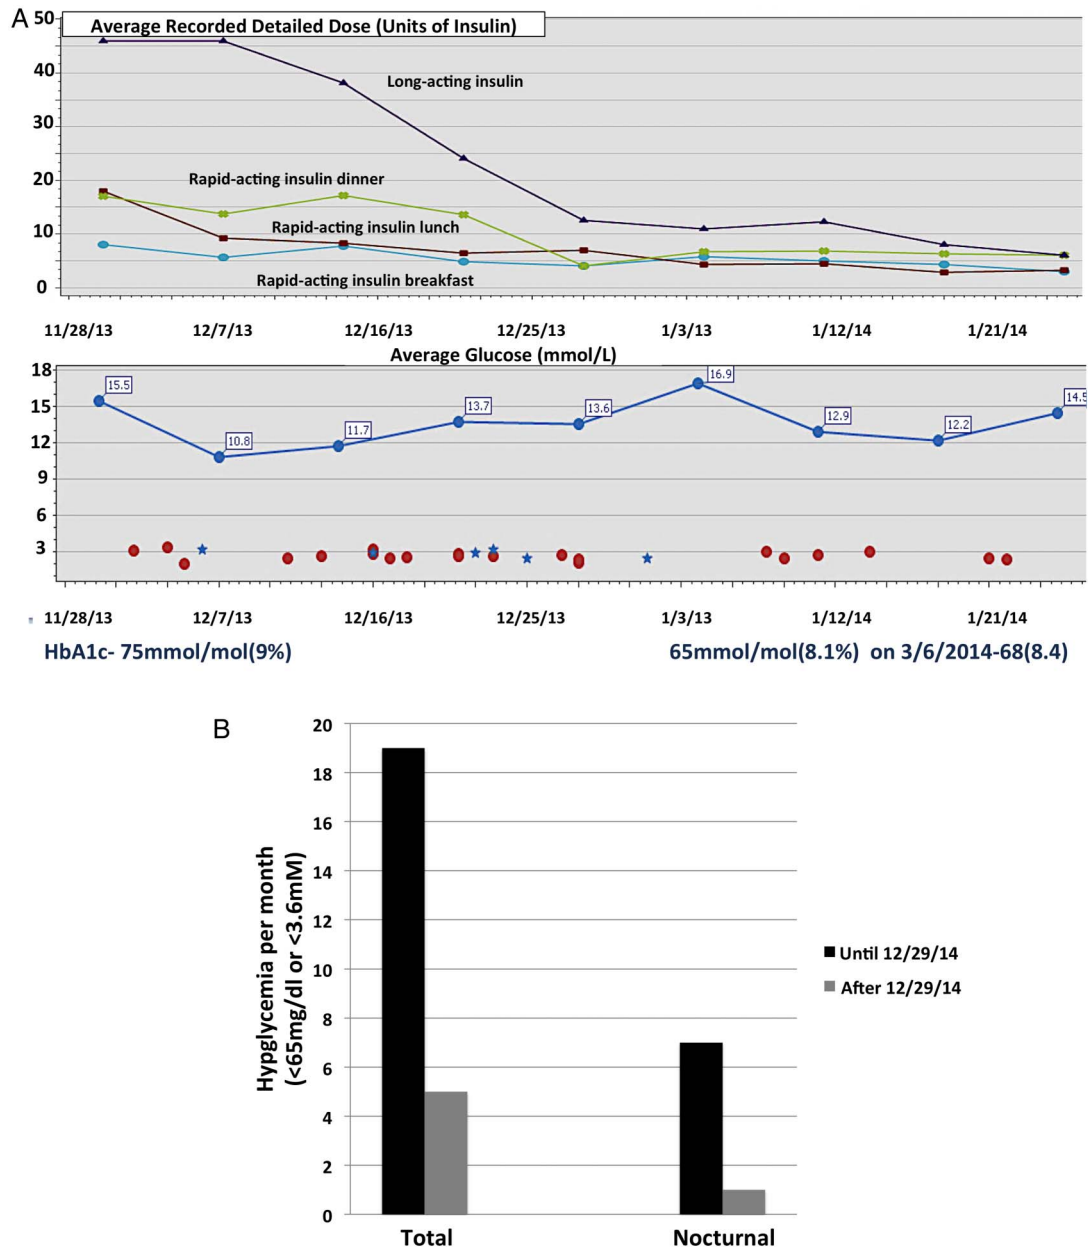 A
Average Recorded Detailed Dose (Units of Insulin)
50
40
30
20
10
0
Long-acting insulin
Rapid-acting insulin dinner
Rapid-acting insulin lunch
Rapid-acting insulin breakfast
11/28/13 12/7/13 12/16/13 12/25/13 1/3/13 1/12/14 1/21/14
Average Glucose (mmol/L)
18
15
12
9
6
3
15.5
10.8
11.7
13.7
13.6
16.9
12.9
12.2
14.5
11/28/13 12/7/13 12/16/13 12/25/13 1/3/13 1/12/14 1/21/14
HbA1c- 75mmol/mol(9%) 65mmol/mol(8.1%) on 3/6/2014-68(8.4)
B
Hypglycemia per month
(<65mg/dl or <3.6mM)
20
18
16
14
12
10
8
6
4
2
0
Until 12/29/14
After 12/29/14
Total Nocturnal